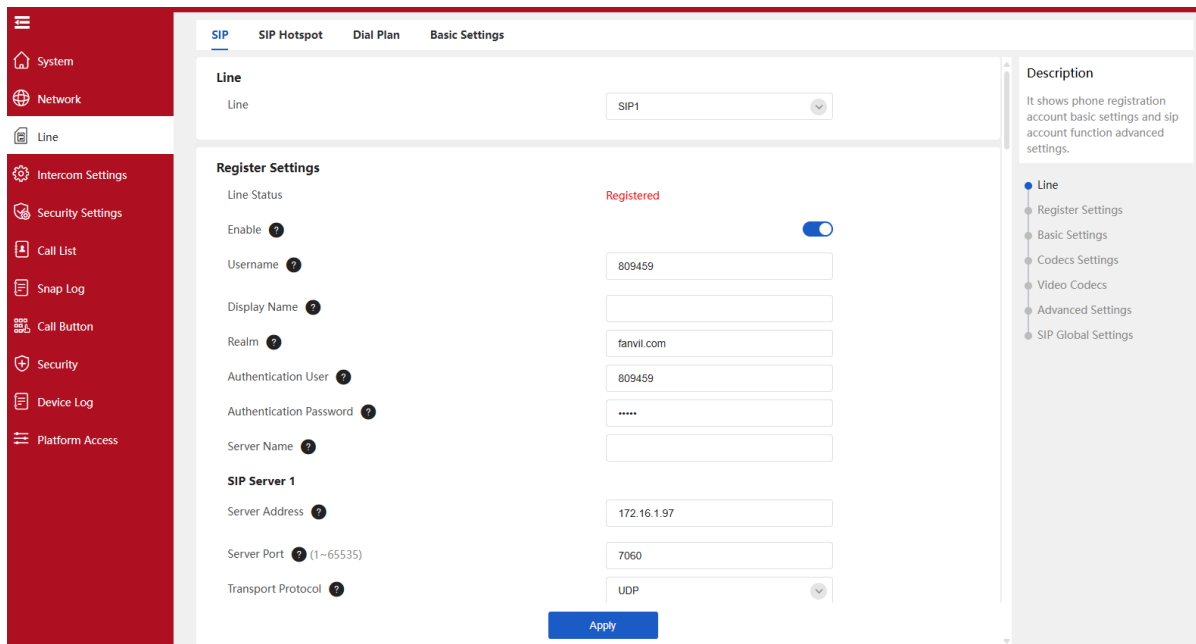 SIP SIP Hotspot Dial Plan Basic Settings
System
Network
Line
Intercom Settings
Security Settings
Call List
Snap Log
Call Button
Security
Device Log
Platform Access
Line
Line SIP1
Register Settings
Line Status Registered
Enable ?
Username ? 809459
Display Name ?
Realm ? fanvil.com
Authentication User ? 809459
Authentication Password ? •••••
Server Name ?
SIP Server 1
Server Address ? 172.16.1.97
Server Port ? (1~65535) 7060
Transport Protocol ? UDP
Apply
Description
It shows phone registration
account basic settings and sip
account function advanced
settings.
Line
Register Settings
Basic Settings
Codecs Settings
Video Codecs
Advanced Settings
SIP Global Settings